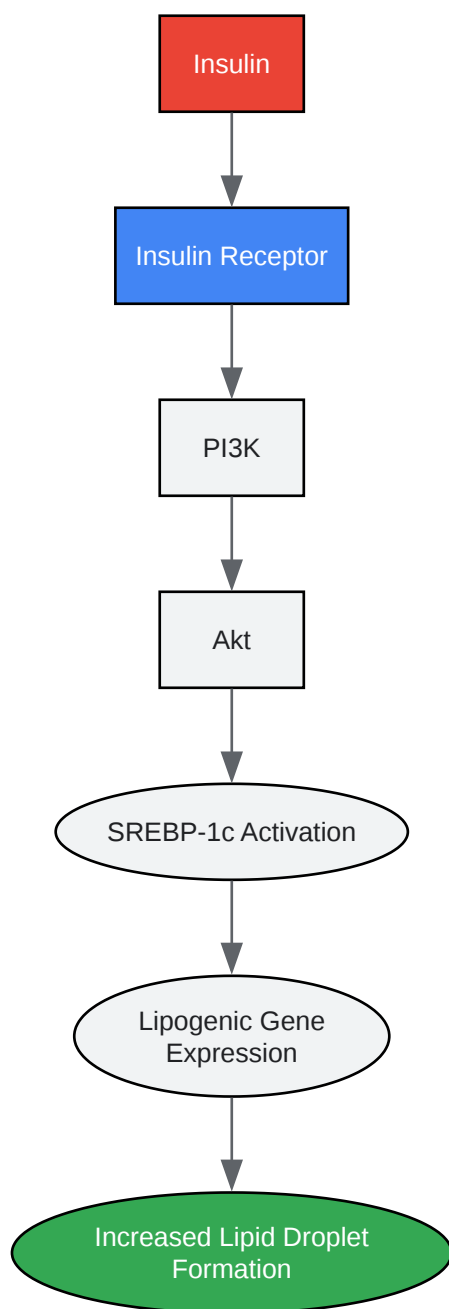 Insulin
Insulin Receptor
PI3K
Akt
SREBP-1c Activation
Lipogenic Gene
Expression
Increased Lipid Droplet
Formation